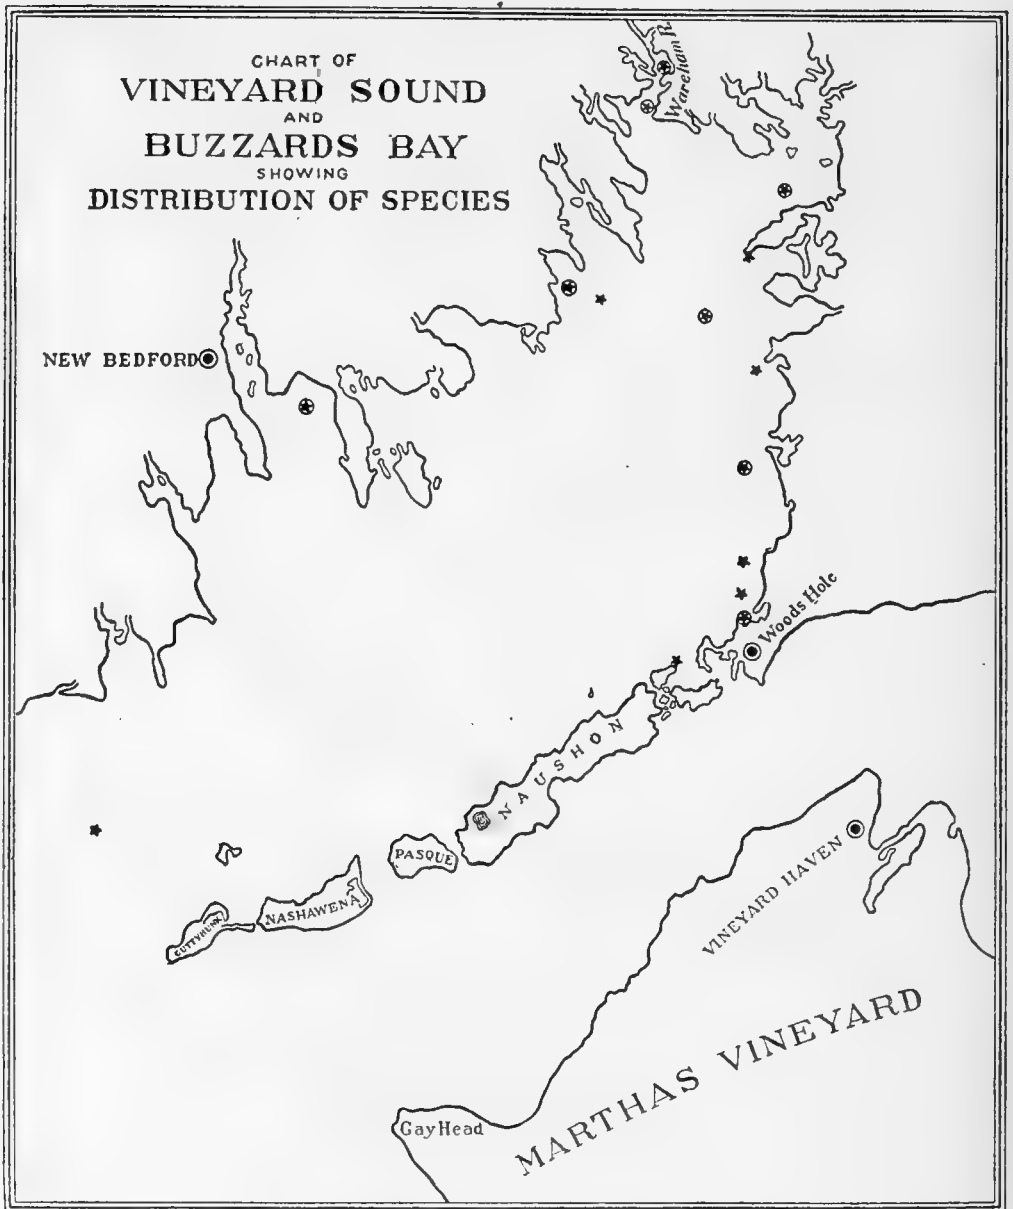 CHART OF
VINEYARD SOUND
AND
BUZZARDS BAY
SHOWING
DISTRIBUTION OF SPECIES
Wareham R.
NEW BEDFORD
Woods Hole
NAUSHON
PASQUE
NASHAWENA
CUTTYHUNK
VINEYARD HAVEN
MARTHAS VINEYARD
Gay Head